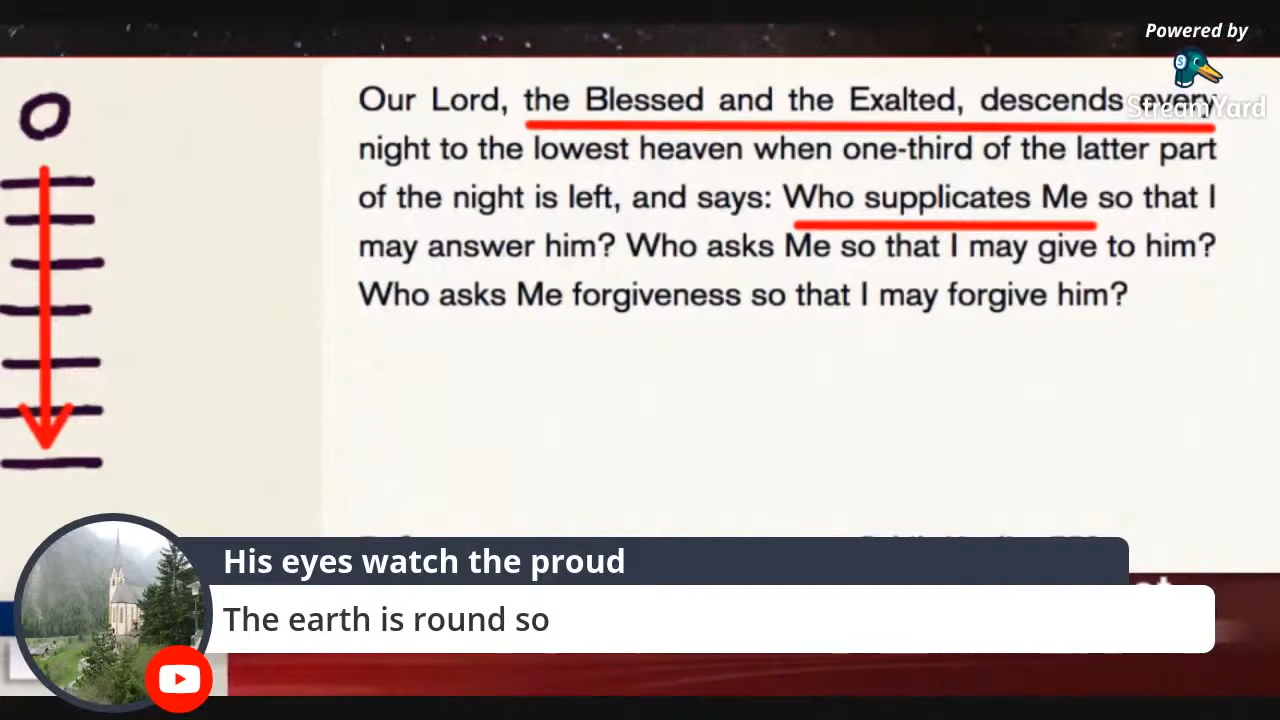 Powered by
StreamYard
Our Lord, the Blessed and the Exalted, descends every
night to the lowest heaven when one-third of the latter part
of the night is left, and says: Who supplicates Me so that I
may answer him? Who asks Me so that I may give to him?
Who asks Me forgiveness so that I may forgive him?
His eyes watch the proud
The earth is round so